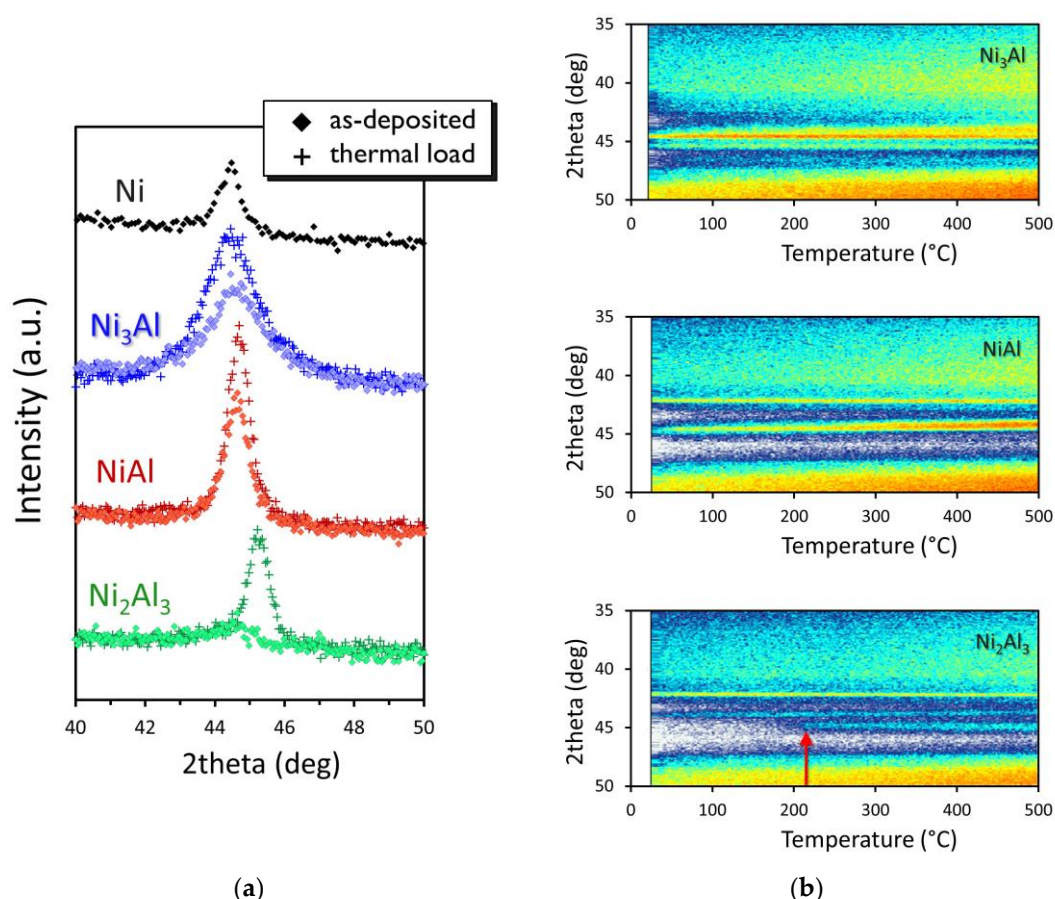 as-deposited
thermal load
Ni
Ni₃Al
NiAl
Ni₂Al₃
Intensity (a.u.)
40 42 44 46 48 50
2theta (deg)
(a)
35
40
45
50
2theta (deg)
Ni₃Al
0 100 200 300 400 500
Temperature (°C)
35
40
45
50
2theta (deg)
NiAl
0 100 200 300 400 500
Temperature (°C)
35
40
45
50
2theta (deg)
Ni₂Al₃
0 100 200 300 400 500
Temperature (°C)
(b)